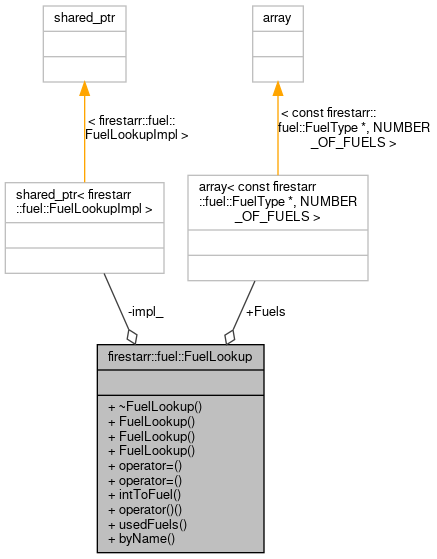 shared_ptr
array
< firestarr::fuel::
FuelLookupImpl >
< const firestarr::
fuel::FuelType *, NUMBER
_OF_FUELS >
shared_ptr< firestarr
::fuel::FuelLookupImpl >
array< const firestarr
::fuel::FuelType *, NUMBER
_OF_FUELS >
-impl_
+Fuels
firestarr::fuel::FuelLookup
+ ~FuelLookup()
+ FuelLookup()
+ FuelLookup()
+ FuelLookup()
+ operator=()
+ operator=()
+ intToFuel()
+ operator()()
+ usedFuels()
+ byName()